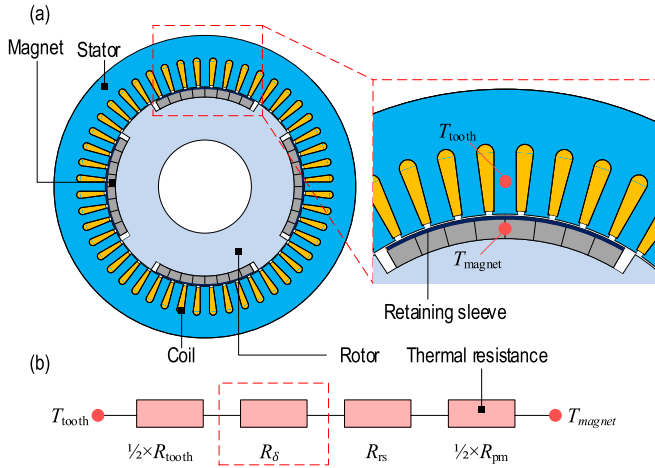 (a)
Magnet
Stator
T_tooth
T_magnet
Retaining sleeve
Coil
Rotor
Thermal resistance
(b)
T_tooth
T_magnet
½×R_tooth
R_δ
R_rs
½×R_pm